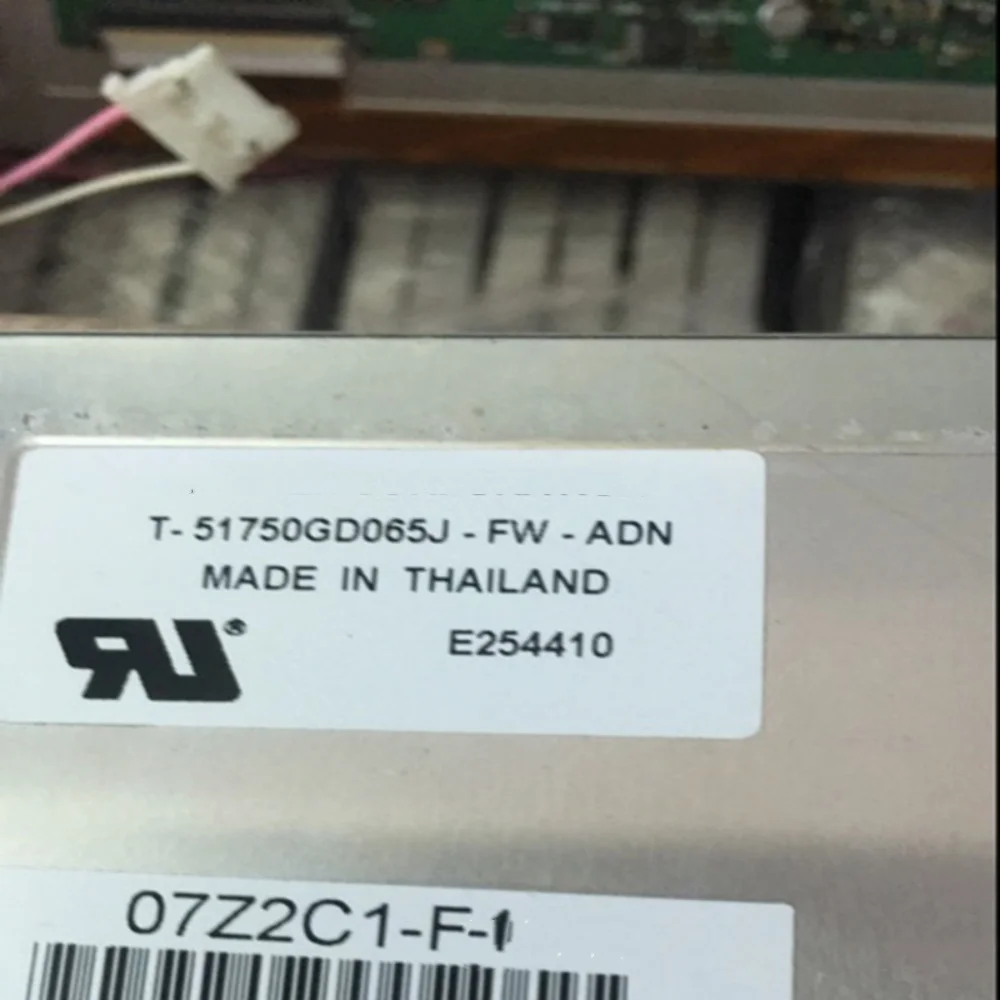 T- 51750GD065J - FW - ADN
MADE IN THAILAND
E254410
07Z2C1-F-1